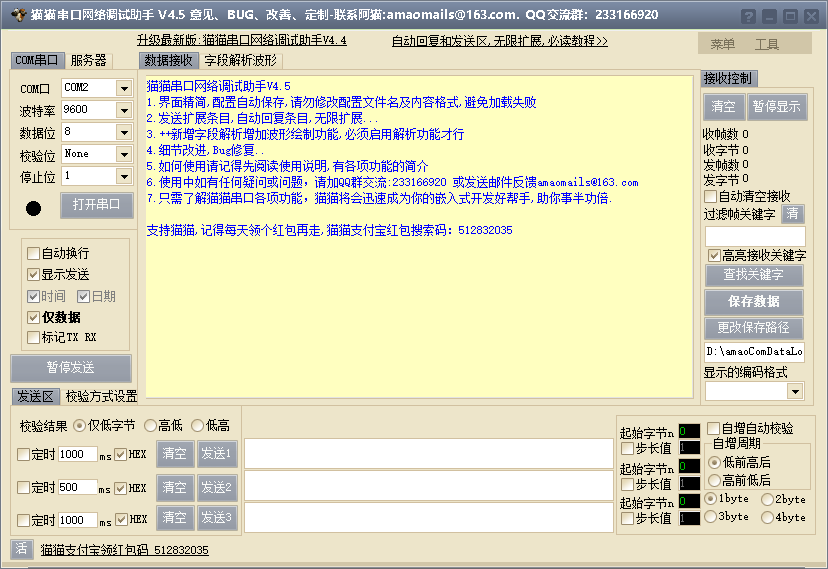 猫猫串口网络调试助手 V4.5 意见、BUG、改善、定制-联系阿猫:amaomails@163.com. QQ交流群：233166920
升级最新版:猫猫串口网络调试助手V4.4 自动回复和发送区,无限扩展,必读教程>> 菜单 工具
COM串口 服务器
数据接收 字段解析波形
接收控制
COM口 COM2
波特率 9600
数据位 8
校验位 None
停止位 1
打开串口
自动换行
显示发送
时间 日期
仅数据
标记TX RX
暂停发送
猫猫串口网络调试助手V4.5
1.界面精简,配置自动保存,请勿修改配置文件名及内容格式,避免加载失败
2.发送扩展条目,自动回复条目,无限扩展...
3.++新增字段解析增加波形绘制功能,必须启用解析功能才行
4.细节改进,Bug修复..
5.如何使用请记得先阅读使用说明,有各项功能的简介
6.使用中如有任何疑问或问题，请加QQ群交流:233166920 或发送邮件反馈amaomails@163.com
7.只需了解猫猫串口各项功能，猫猫将会迅速成为你的嵌入式开发好帮手,助你事半功倍.
支持猫猫,记得每天领个红包再走,猫猫支付宝红包搜索码：512832035
清空 暂停显示
收帧数 0
收字节 0
发帧数 0
发字节 0
自动清空接收
过滤帧关键字 清
高亮接收关键字
查找关键字
保存数据
更改保存路径
D:\amaoComDataLo
显示的编码格式
发送区 校验方式设置
校验结果 仅低字节 高低 低高
定时 1000 ms HEX 清空 发送1
定时 500 ms HEX 清空 发送2
定时 1000 ms HEX 清空 发送3
起始字节n 0
步长值 1
起始字节n 0
步长值 1
起始字节n 0
步长值 1
自增自动校验
自增周期
低前高后
高前低后
1byte 2byte
3byte 4byte
活 猫猫支付宝领红包码 512832035